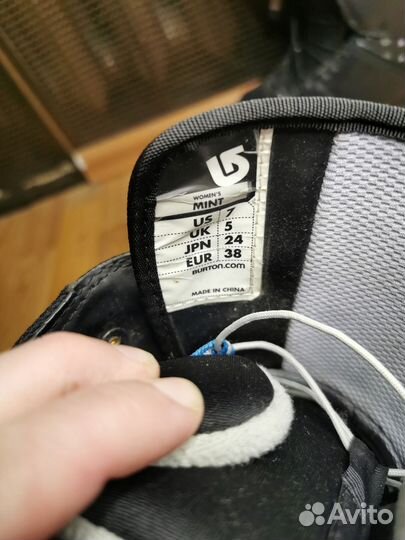 WOMEN'S
MINT
US 7
UK 5
JPN 24
EUR 38
BURTON.com
MADE IN CHINA
Avito